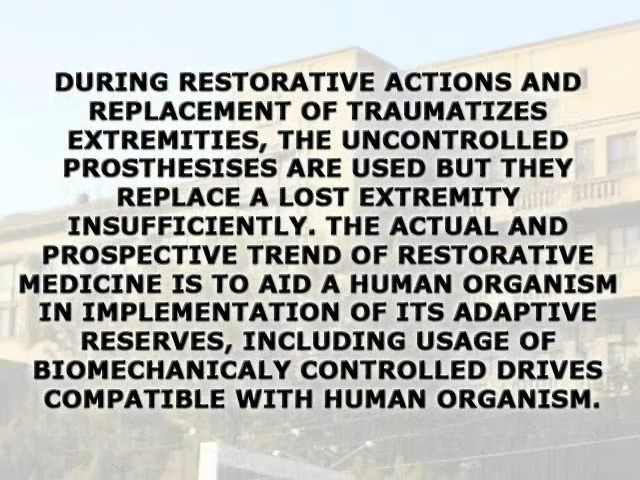 DURING RESTORATIVE ACTIONS AND
REPLACEMENT OF TRAUMATIZES
EXTREMITIES, THE UNCONTROLLED
PROSTHESISES ARE USED BUT THEY
REPLACE A LOST EXTREMITY
INSUFFICIENTLY. THE ACTUAL AND
PROSPECTIVE TREND OF RESTORATIVE
MEDICINE IS TO AID A HUMAN ORGANISM
IN IMPLEMENTATION OF ITS ADAPTIVE
RESERVES, INCLUDING USAGE OF
BIOMECHANICALY CONTROLLED DRIVES
COMPATIBLE WITH HUMAN ORGANISM.